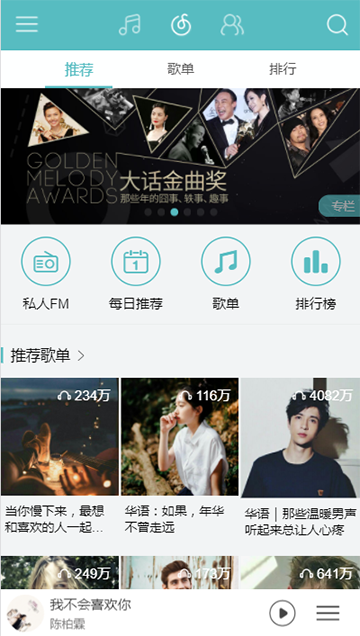 推荐
歌单
排行
GOLDEN
MELODY
AWARDS
大话金曲奖
那些年的囧事、轶事、趣事
专栏
1
私人FM
每日推荐
歌单
排行榜
推荐歌单
234万
116万
4082万
当你慢下来，最想
和喜欢的人一起...
华语：如果，年华
不曾走远
华语｜那些温暖男声
听起来总让人心疼
249万
173万
641万
我不会喜欢你
陈柏霖